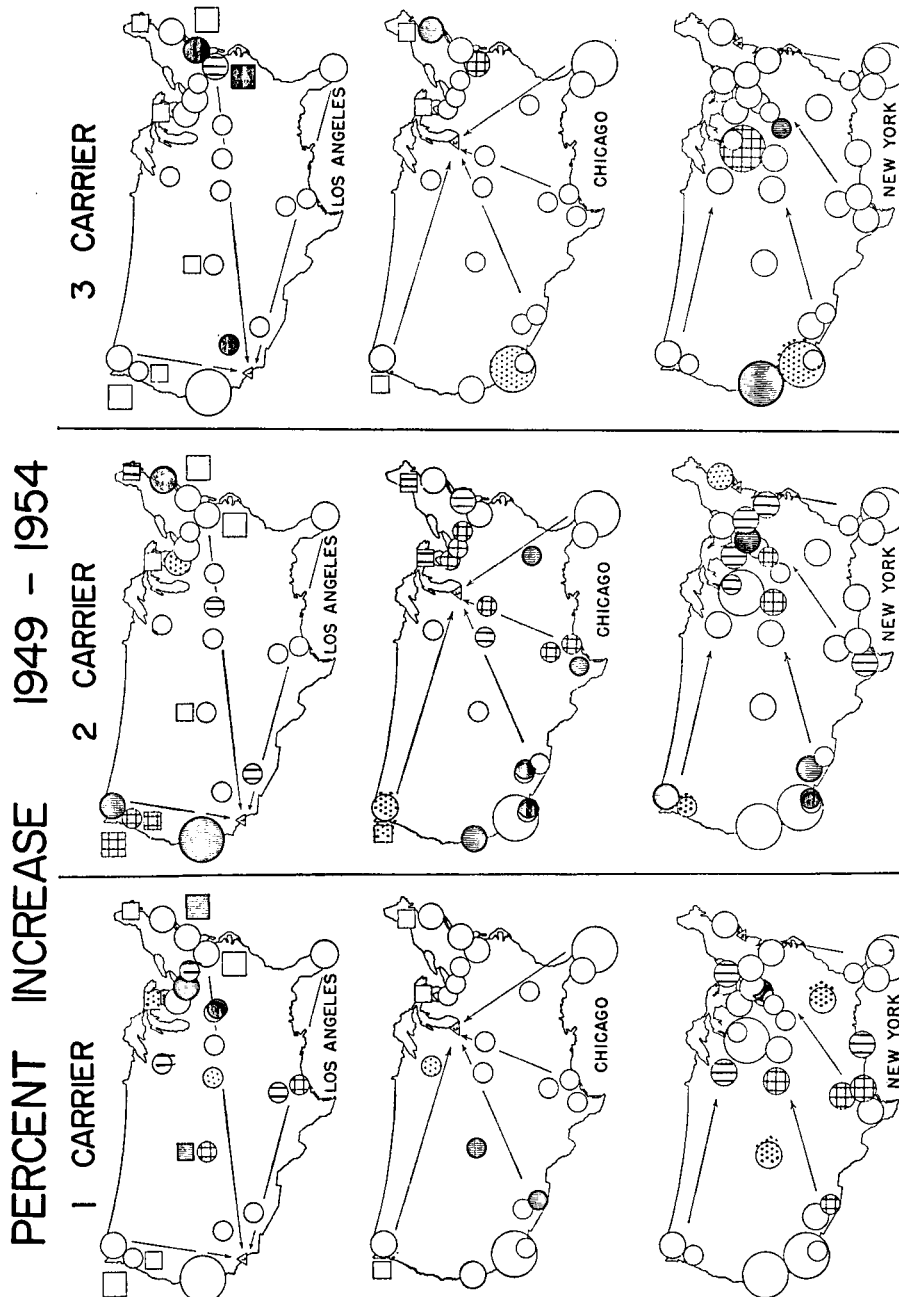 PERCENT INCREASE 1949 – 1954
1 CARRIER
2 CARRIER
3 CARRIER
LOS ANGELES
LOS ANGELES
LOS ANGELES
CHICAGO
CHICAGO
CHICAGO
NEW YORK
NEW YORK
NEW YORK